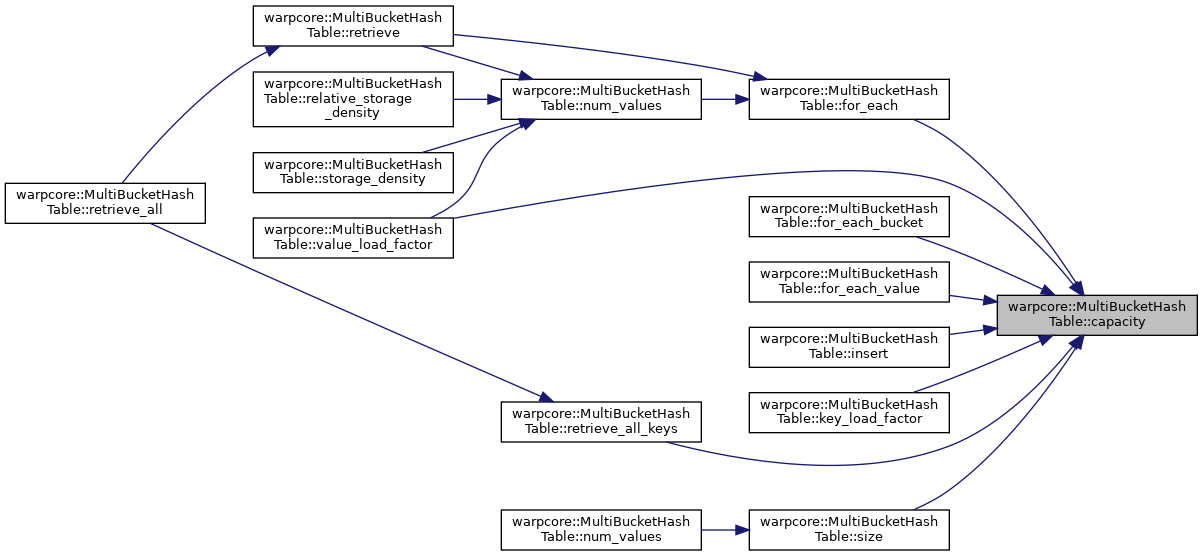 warpcore::MultiBucketHash
Table::retrieve
warpcore::MultiBucketHash
Table::relative_storage
_density
warpcore::MultiBucketHash
Table::num_values
warpcore::MultiBucketHash
Table::for_each
warpcore::MultiBucketHash
Table::storage_density
warpcore::MultiBucketHash
Table::retrieve_all
warpcore::MultiBucketHash
Table::value_load_factor
warpcore::MultiBucketHash
Table::for_each_bucket
warpcore::MultiBucketHash
Table::for_each_value
warpcore::MultiBucketHash
Table::capacity
warpcore::MultiBucketHash
Table::insert
warpcore::MultiBucketHash
Table::key_load_factor
warpcore::MultiBucketHash
Table::retrieve_all_keys
warpcore::MultiBucketHash
Table::num_values
warpcore::MultiBucketHash
Table::size